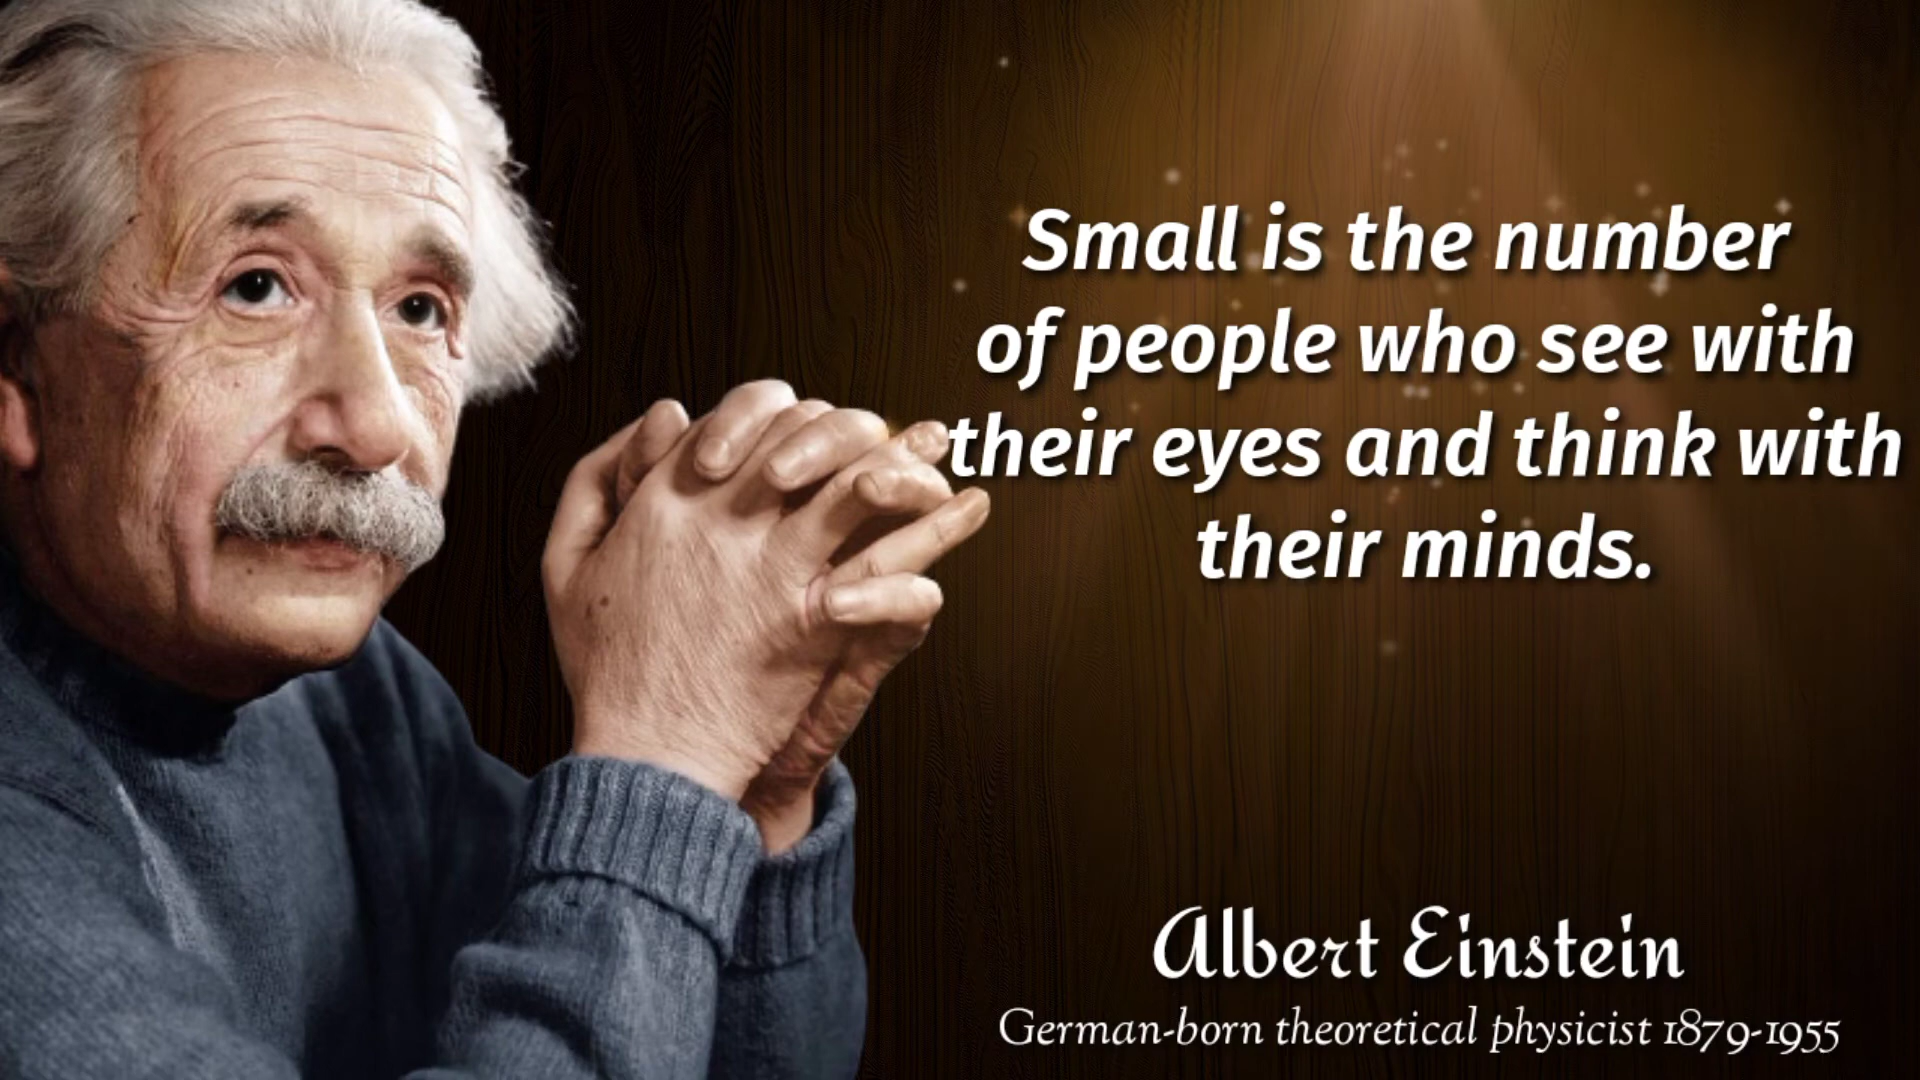 Small is the number
of people who see with
their eyes and think with
their minds.
Albert Einstein
German-born theoretical physicist 1879-1955